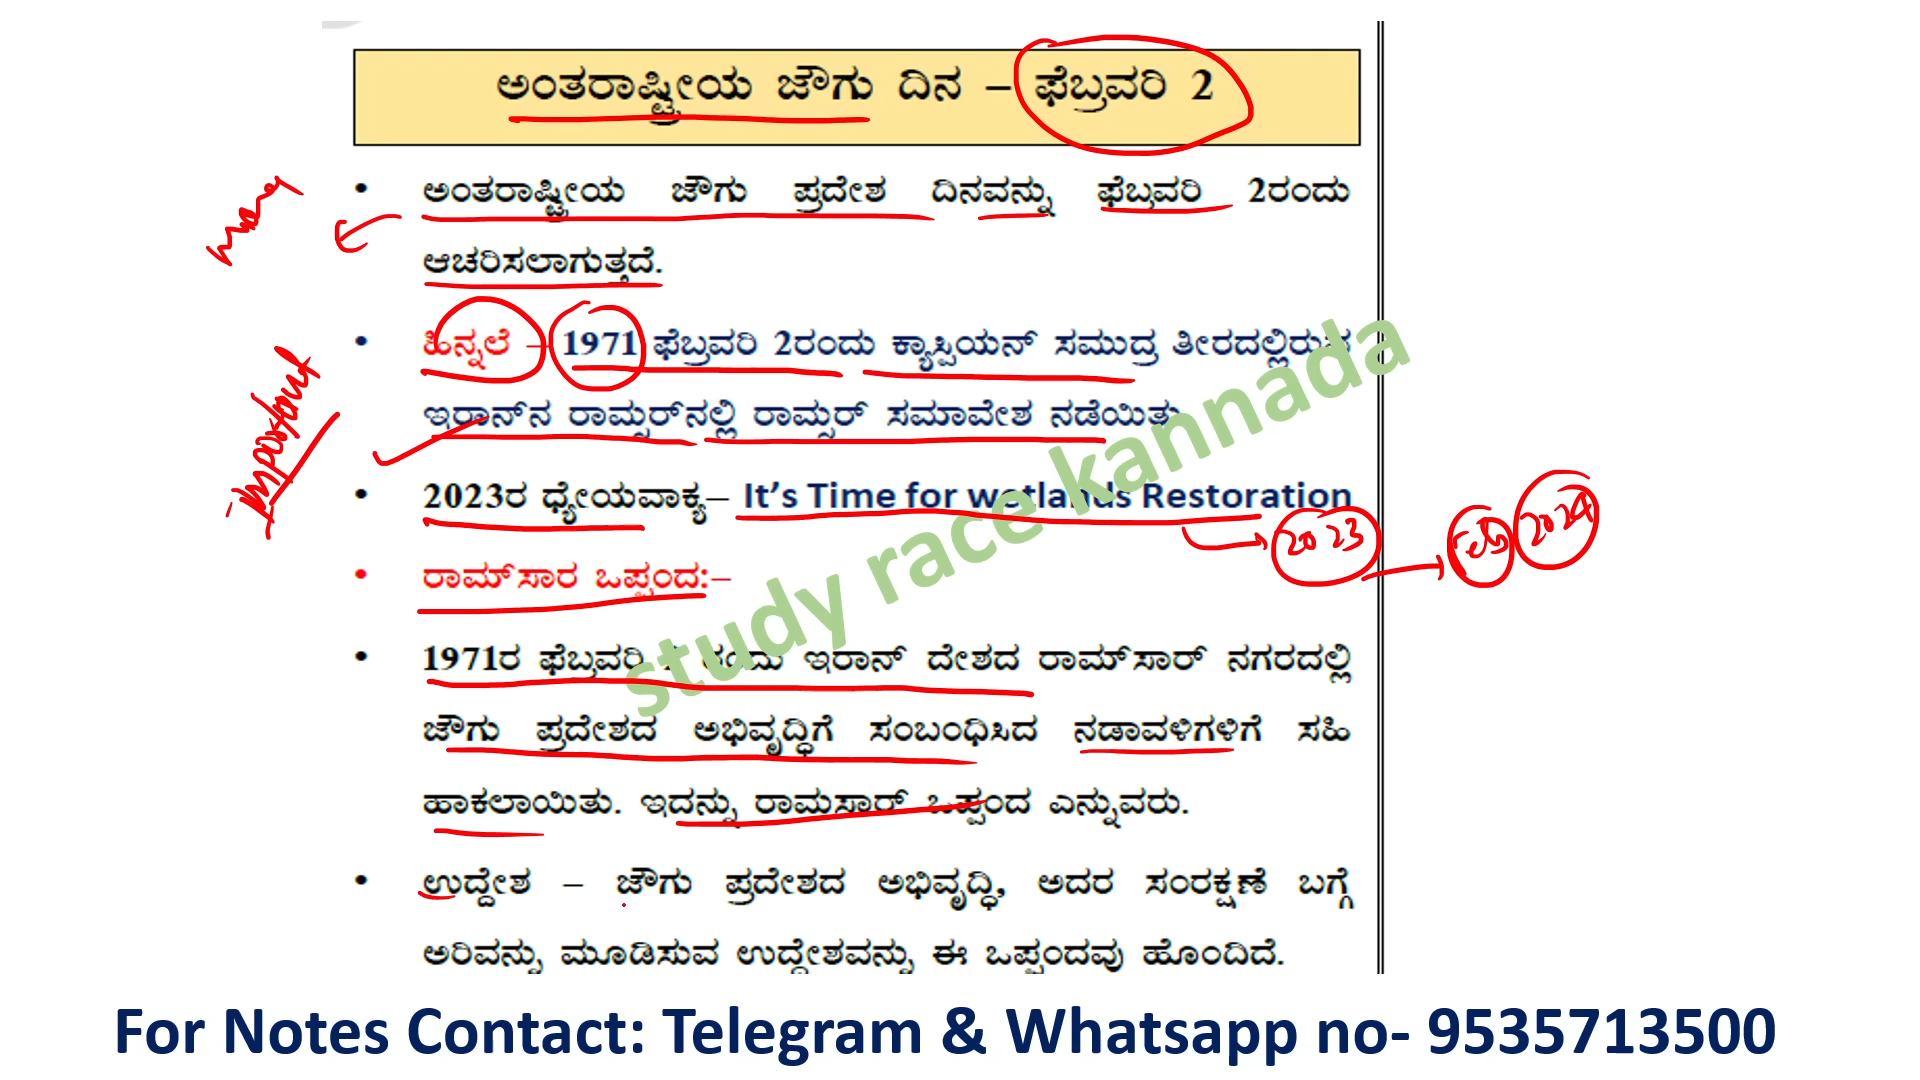 ಅಂತರಾಷ್ಟ್ರೀಯ ಜೌಗು ದಿನ – ಫೆಬ್ರವರಿ 2
• ಅಂತರಾಷ್ಟ್ರೀಯ ಜೌಗು ಪ್ರದೇಶ ದಿನವನ್ನು ಫೆಬ್ರವರಿ 2ರಂದು
ಆಚರಿಸಲಾಗುತ್ತದೆ.
• ಹಿನ್ನಲೆ – 1971 ಫೆಬ್ರವರಿ 2ರಂದು ಕ್ಯಾಸ್ಪಿಯನ್ ಸಮುದ್ರ ತೀರದಲ್ಲಿರುವ
important
ಇರಾನ್‌ನ ರಾಮ್ಸರ್‌ನಲ್ಲಿ ರಾಮ್ಸರ್ ಸಮಾವೇಶ ನಡೆಯಿತು
• 2023ರ ಧ್ಯೇಯವಾಕ್ಯ– It's Time for wetlands Restoration
2023 Feb 2024
• ರಾಮ್‌ಸಾರ ಒಪ್ಪಂದ:–
study race kannada
• 1971ರ ಫೆಬ್ರವರಿ 2 ರಂದು ಇರಾನ್ ದೇಶದ ರಾಮ್‌ಸಾರ್ ನಗರದಲ್ಲಿ
ಜೌಗು ಪ್ರದೇಶದ ಅಭಿವೃದ್ಧಿಗೆ ಸಂಬಂಧಿಸಿದ ನಡಾವಳಿಗಳಿಗೆ ಸಹಿ
ಹಾಕಲಾಯಿತು. ಇದನ್ನು ರಾಮಸಾರ್ ಒಪ್ಪಂದ ಎನ್ನುವರು.
• ಉದ್ದೇಶ – ಜೌಗು ಪ್ರದೇಶದ ಅಭಿವೃದ್ಧಿ, ಅದರ ಸಂರಕ್ಷಣೆ ಬಗ್ಗೆ
ಅರಿವನ್ನು ಮೂಡಿಸುವ ಉದ್ದೇಶವನ್ನು ಈ ಒಪ್ಪಂದವು ಹೊಂದಿದೆ.
For Notes Contact: Telegram & Whatsapp no- 9535713500